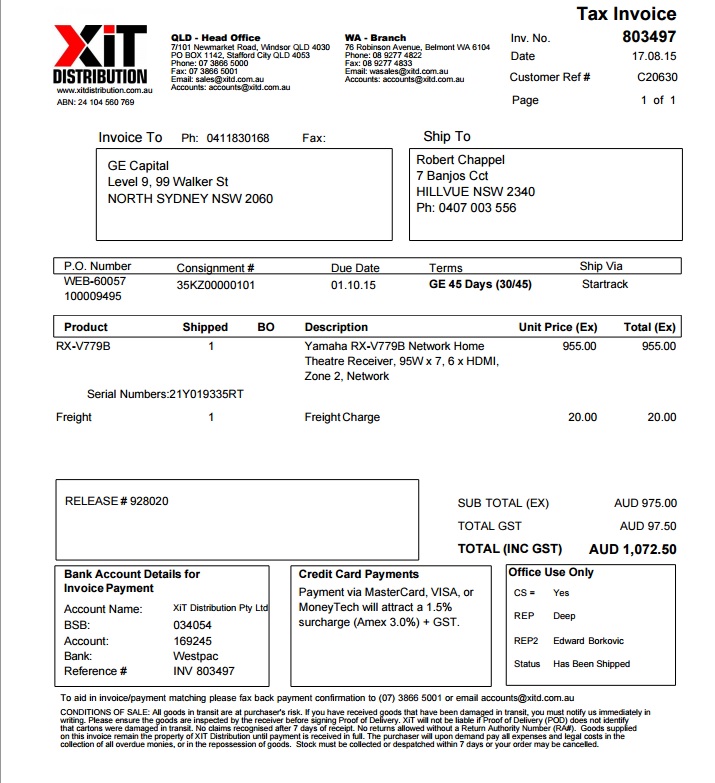 Tax Invoice
XiT
DISTRIBUTION
www.xitdistribution.com.au
ABN: 24 104 560 769
QLD - Head Office
7/101 Newmarket Road, Windsor QLD 4030
PO BOX 1142, Stafford City QLD 4053
Phone: 07 3866 5000
Fax: 07 3866 5001
Email: sales@xitd.com.au
Accounts: accounts@xitd.com.au
WA - Branch
76 Robinson Avenue, Belmont WA 6104
Phone: 08 9277 4822
Fax: 08 9277 4833
Email: wasales@xitd.com.au
Accounts: accounts@xitd.com.au
Inv. No. 803497
Date 17.08.15
Customer Ref # C20630
Page 1 of 1
Invoice To Ph: 0411830168 Fax:
GE Capital
Level 9, 99 Walker St
NORTH SYDNEY NSW 2060
Ship To
Robert Chappel
7 Banjos Cct
HILLVUE NSW 2340
Ph: 0407 003 556
P.O. Number Consignment # Due Date Terms Ship Via
WEB-60057 35KZ00000101 01.10.15 GE 45 Days (30/45) Startrack
100009495
Product Shipped BO Description Unit Price (Ex) Total (Ex)
RX-V779B 1 Yamaha RX-V779B Network Home 955.00 955.00
Theatre Receiver, 95W x 7, 6 x HDMI,
Zone 2, Network
Serial Numbers:21Y019335RT
Freight 1 Freight Charge 20.00 20.00
RELEASE # 928020
SUB TOTAL (EX) AUD 975.00
TOTAL GST AUD 97.50
TOTAL (INC GST) AUD 1,072.50
Bank Account Details for
Invoice Payment
Account Name: XiT Distribution Pty Ltd
BSB: 034054
Account: 169245
Bank: Westpac
Reference # INV 803497
Credit Card Payments
Payment via MasterCard, VISA, or
MoneyTech will attract a 1.5%
surcharge (Amex 3.0%) + GST.
Office Use Only
CS = Yes
REP Deep
REP2 Edward Borkovic
Status Has Been Shipped
To aid in invoice/payment matching please fax back payment confirmation to (07) 3866 5001 or email accounts@xitd.com.au
CONDITIONS OF SALE: All goods in transit are at purchaser's risk. If you have received goods that have been damaged in transit, you must notify us immediately in
writing. Please ensure the goods are inspected by the receiver before signing Proof of Delivery. XiT will not be liable if Proof of Delivery (POD) does not identify
that cartons were damaged in transit. No claims recognised after 7 days of receipt. No returns allowed without a Return Authority Number (RA#). Goods supplied
on this invoice remain the property of XIT Distribution until payment is received in full. The purchaser will upon demand pay all expenses and legal costs in the
collection of all overdue monies, or in the repossession of goods. Stock must be collected or despatched within 7 days or your order may be cancelled.